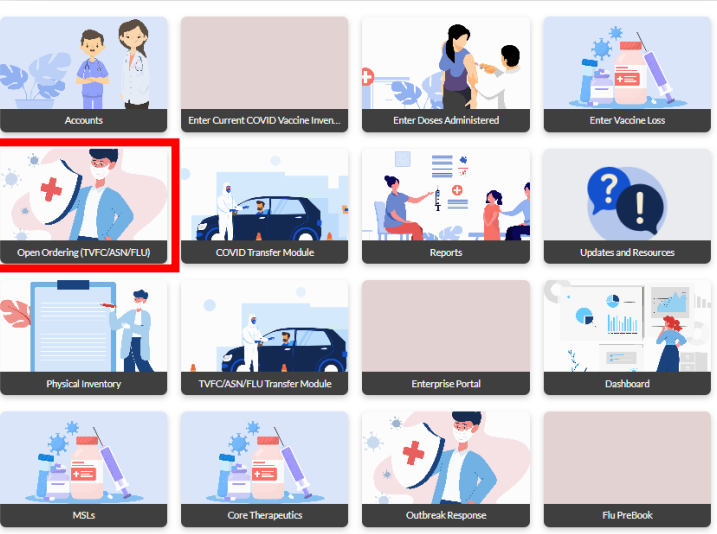 Accounts
Enter Current COVID Vaccine Inven...
Enter Doses Administered
Enter Vaccine Loss
Open Ordering (TVFC/ASN/FLU)
COVID Transfer Module
Reports
Updates and Resources
Physical Inventory
TVFC/ASN/FLU Transfer Module
Enterprise Portal
Dashboard
MSLs
Core Therapeutics
Outbreak Response
Flu PreBook